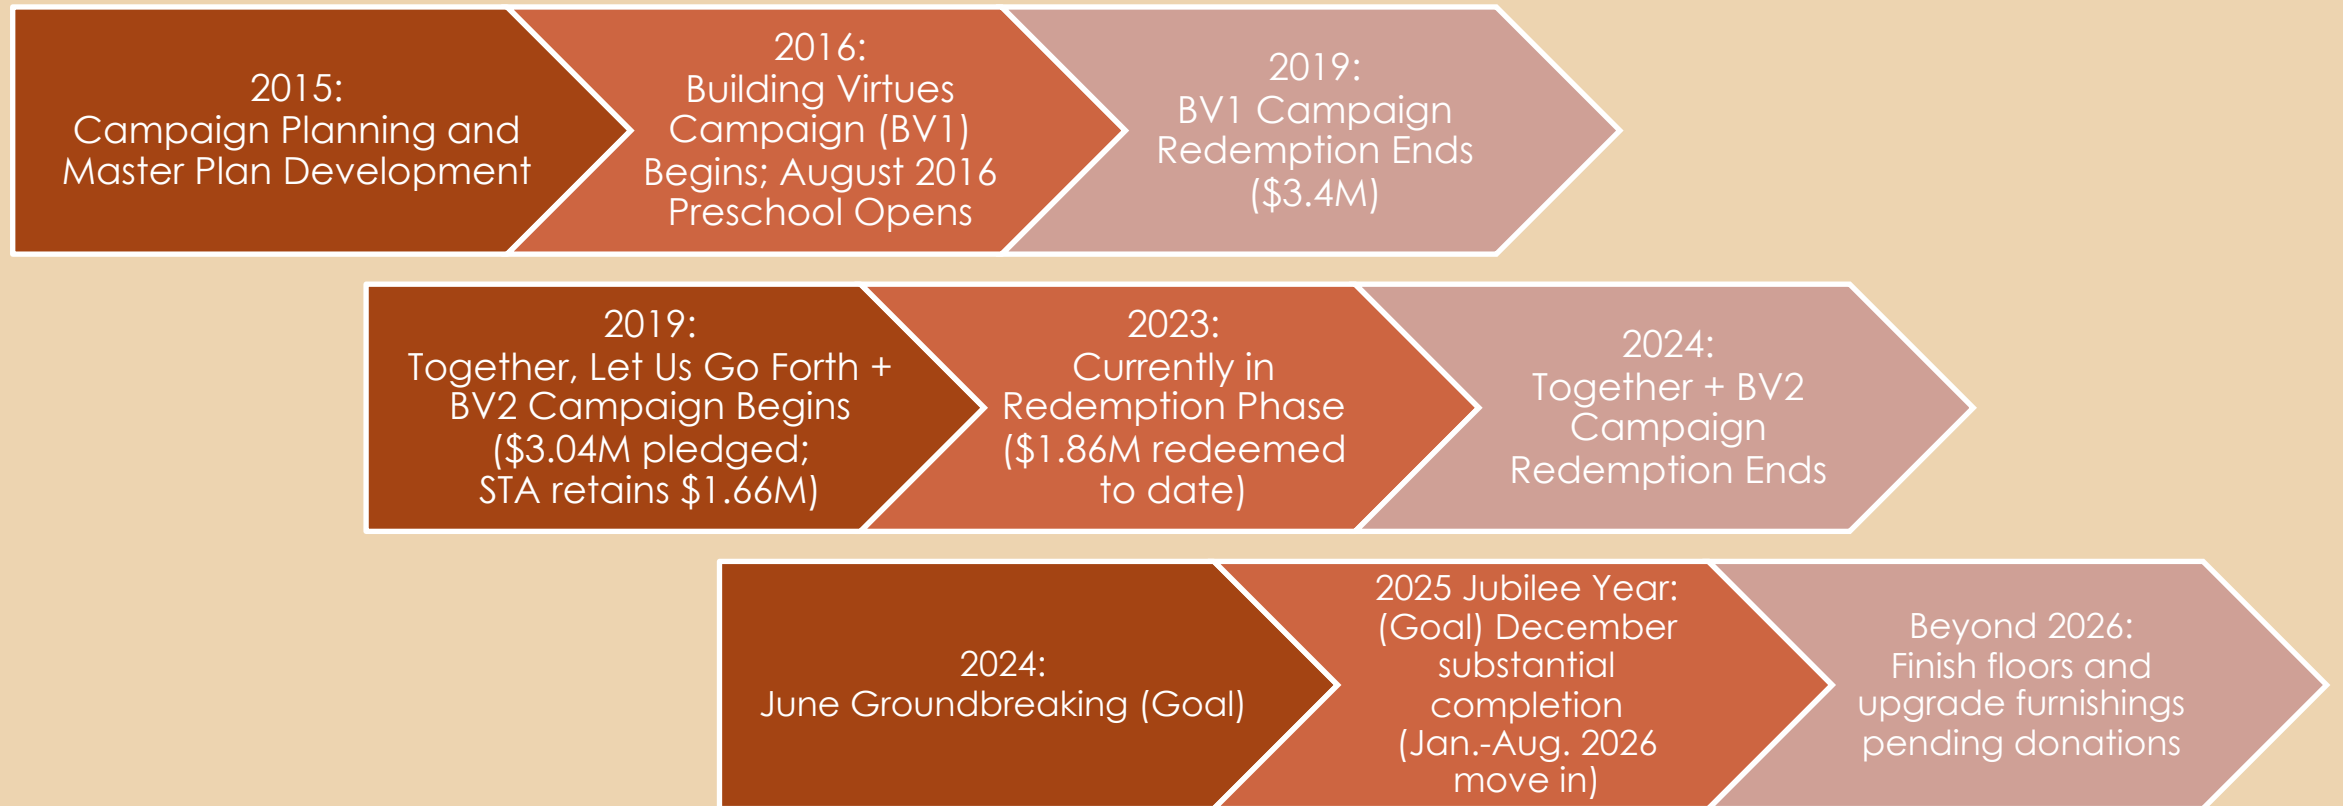 2015:
Campaign Planning and
Master Plan Development
2016:
Building Virtues
Campaign (BV1)
Begins; August 2016
Preschool Opens
2019:
BV1 Campaign
Redemption Ends
($3.4M)
2019:
Together, Let Us Go Forth +
BV2 Campaign Begins
($3.04M pledged;
STA retains $1.66M)
2023:
Currently in
Redemption Phase
($1.86M redeemed
to date)
2024:
Together + BV2
Campaign
Redemption Ends
2024:
June Groundbreaking (Goal)
2025 Jubilee Year:
(Goal) December
substantial
completion
(Jan.-Aug. 2026
move in)
Beyond 2026:
Finish floors and
upgrade furnishings
pending donations